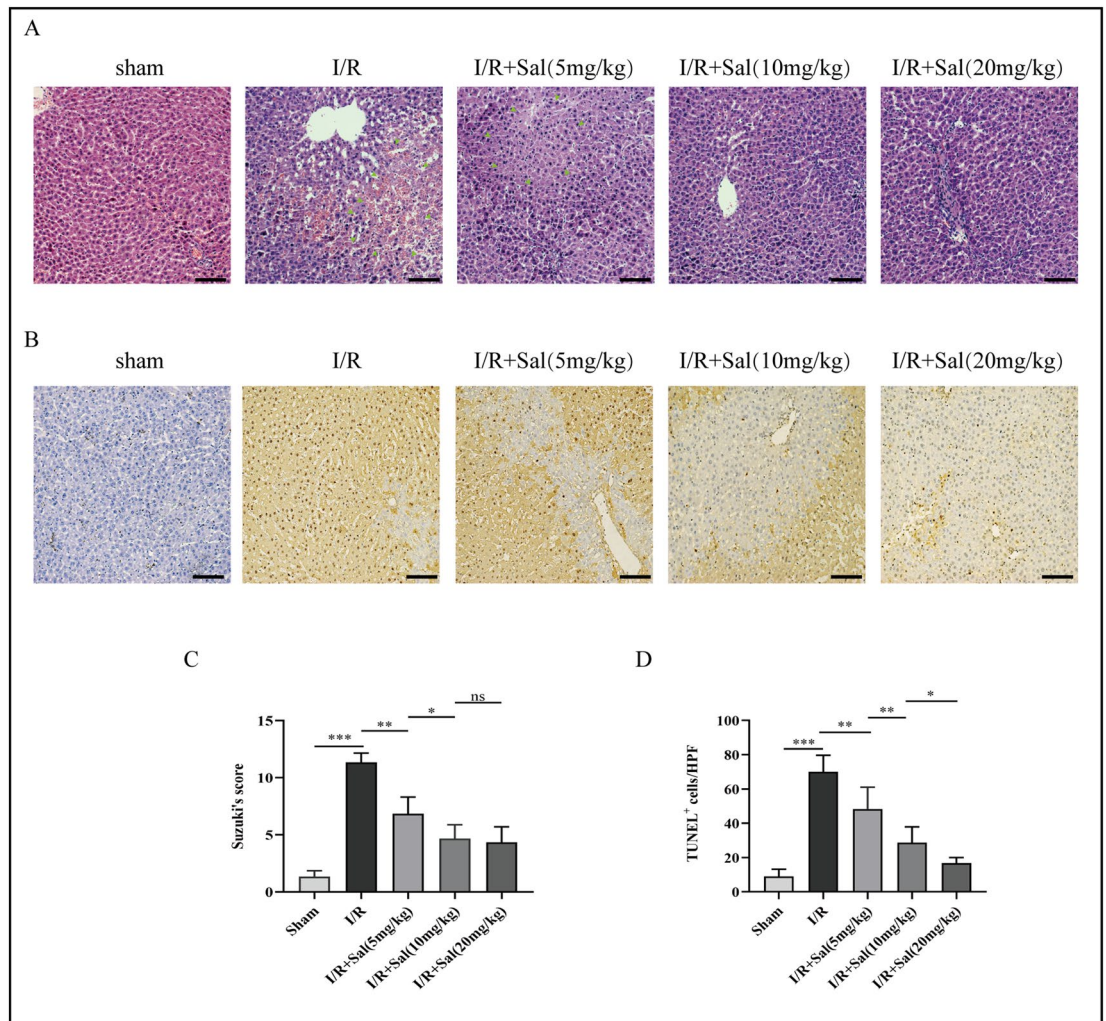 A
sham I/R I/R+Sal(5mg/kg) I/R+Sal(10mg/kg) I/R+Sal(20mg/kg)
B
sham I/R I/R+Sal(5mg/kg) I/R+Sal(10mg/kg) I/R+Sal(20mg/kg)
C
Suzuki's score
15
10
5
0
***
**
*
ns
Sham
I/R
I/R+Sal(5mg/kg)
I/R+Sal(10mg/kg)
I/R+Sal(20mg/kg)
D
TUNEL⁺ cells/HPF
100
80
60
40
20
0
***
**
**
*
Sham
I/R
I/R+Sal(5mg/kg)
I/R+Sal(10mg/kg)
I/R+Sal(20mg/kg)